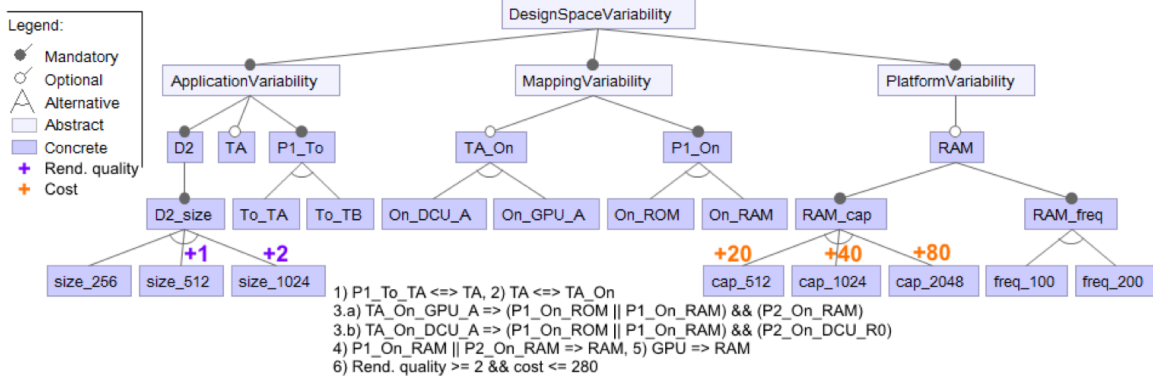 DesignSpaceVariability
Legend:
Mandatory
Optional
Alternative
Abstract
Concrete
+ Rend. quality
+ Cost
ApplicationVariability MappingVariability PlatformVariability
D2 TA P1_To TA_On P1_On RAM
D2_size To_TA To_TB On_DCU_A On_GPU_A On_ROM On_RAM RAM_cap RAM_freq
+1 +2 +20 +40 +80
size_256 size_512 size_1024 cap_512 cap_1024 cap_2048 freq_100 freq_200
1) P1_To_TA <=> TA, 2) TA <=> TA_On
3.a) TA_On_GPU_A => (P1_On_ROM || P1_On_RAM) && (P2_On_RAM)
3.b) TA_On_DCU_A => (P1_On_ROM || P1_On_RAM) && (P2_On_DCU_R0)
4) P1_On_RAM || P2_On_RAM => RAM, 5) GPU => RAM
6) Rend. quality >= 2 && cost <= 280